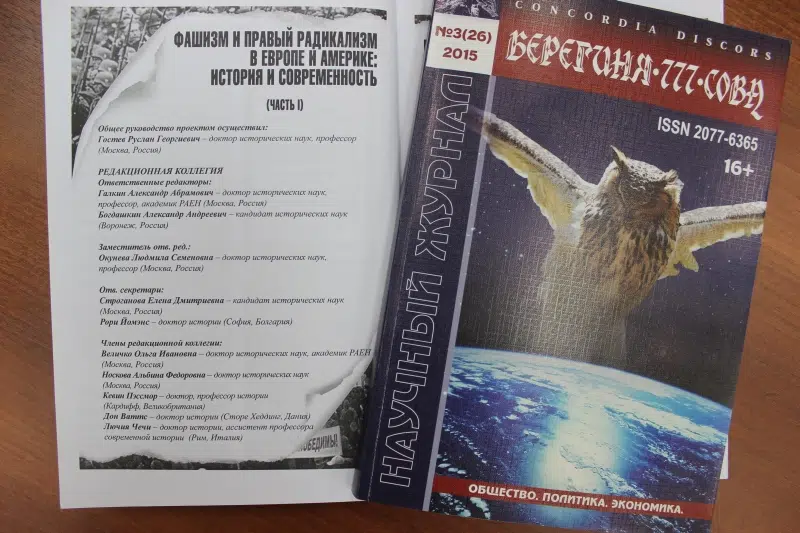 ФАШИЗМ И ПРАВЫЙ РАДИКАЛИЗМ
В ЕВРОПЕ И АМЕРИКЕ:
ИСТОРИЯ И СОВРЕМЕННОСТЬ
(ЧАСТЬ I)
Общее руководство проектом осуществил:
Гостев Руслан Георгиевич – доктор исторических наук, профессор
(Москва, Россия)
РЕДАКЦИОННАЯ КОЛЛЕГИЯ
Ответственные редакторы:
Галкин Александр Абрамович – доктор исторических наук,
профессор, академик РАЕН (Москва, Россия)
Богдашкин Александр Андреевич – кандидат исторических наук
(Воронеж, Россия)
Заместитель отв. ред.:
Окунева Людмила Семеновна – доктор исторических наук,
профессор (Москва, Россия)
Отв. секретари:
Строганова Елена Дмитриевна – кандидат исторических наук
(Москва, Россия)
Рори Йоменс – доктор истории (София, Болгария)
Члены редакционной коллегии:
Величко Ольга Ивановна – доктор исторических наук, академик РАЕН
(Москва, Россия)
Носкова Альбина Федоровна – доктор исторических наук
(Москва, Россия)
Кевин Пэссмор – доктор, профессор истории
(Кардифф, Великобритания)
Дон Ваттс – доктор истории (Сторе Хеддинг, Дания)
Лючия Чечи – доктор истории, ассистент профессора
современной истории (Рим, Италия)
ПОБЕДИМЫ!
CONCORDIA DISCORS
№3(26)
2015
БЕРЕГИНЯ•777•СОВА
ISSN 2077-6365
16+
НАУЧНЫЙ ЖУРНАЛ
ОБЩЕСТВО. ПОЛИТИКА. ЭКОНОМИКА.